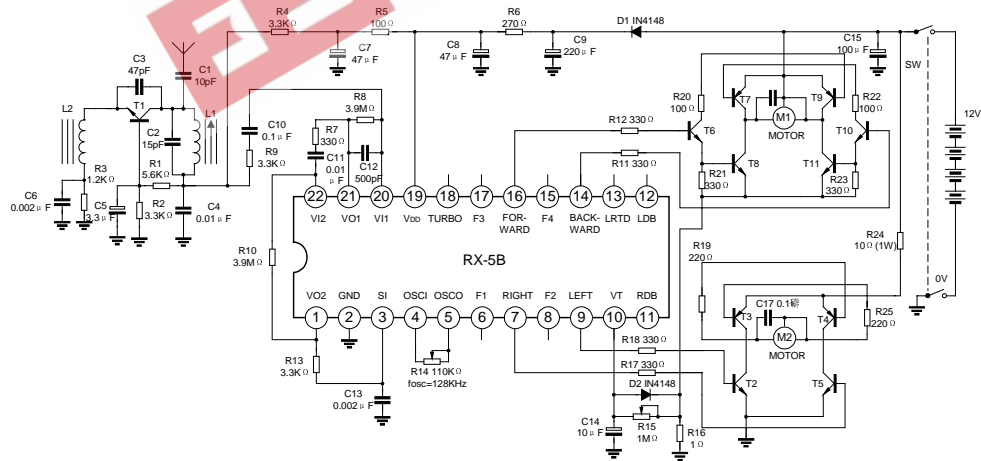 R4
3.3KΩ
R5
100Ω
R6
270Ω
D1 IN4148
C7
47μF
C8
47μF
C9
220μF
C15
100μF
SW
12V
0V
C3
47pF
C1
10pF
T1
L2
L1
C2
15pF
R3
1.2KΩ
R1
5.6KΩ
R2
3.3KΩ
C6
0.002μF
C5
3.3μF
C4
0.01μF
C10
0.1μF
R9
3.3KΩ
R7
330Ω
C11
0.01
μF
R8
3.9MΩ
C12
500pF
R12 330Ω
R11 330Ω
R20
100Ω
T7
T9
R22
100Ω
M1
MOTOR
T6
T10
T8
T11
R21
330Ω
R23
330Ω
22 21 20 19 18 17 16 15 14 13 12
VI2 VO1 VI1 VDD TURBO F3 FOR-WARD F4 BACK-WARD LRTD LDB
RX-5B
VO2 GND SI OSCI OSCO F1 RIGHT F2 LEFT VT RDB
1 2 3 4 5 6 7 8 9 10 11
R10
3.9MΩ
R13
3.3KΩ
C13
0.002μF
R14 110KΩ
fosc=128KHz
R19
220Ω
R24
10Ω(1W)
C17 0.1
T3
T4
R25
220Ω
M2
MOTOR
R18 330Ω
R17 330Ω
T2
T5
D2 IN4148
C14
10μF
R15
1MΩ
R16
1Ω